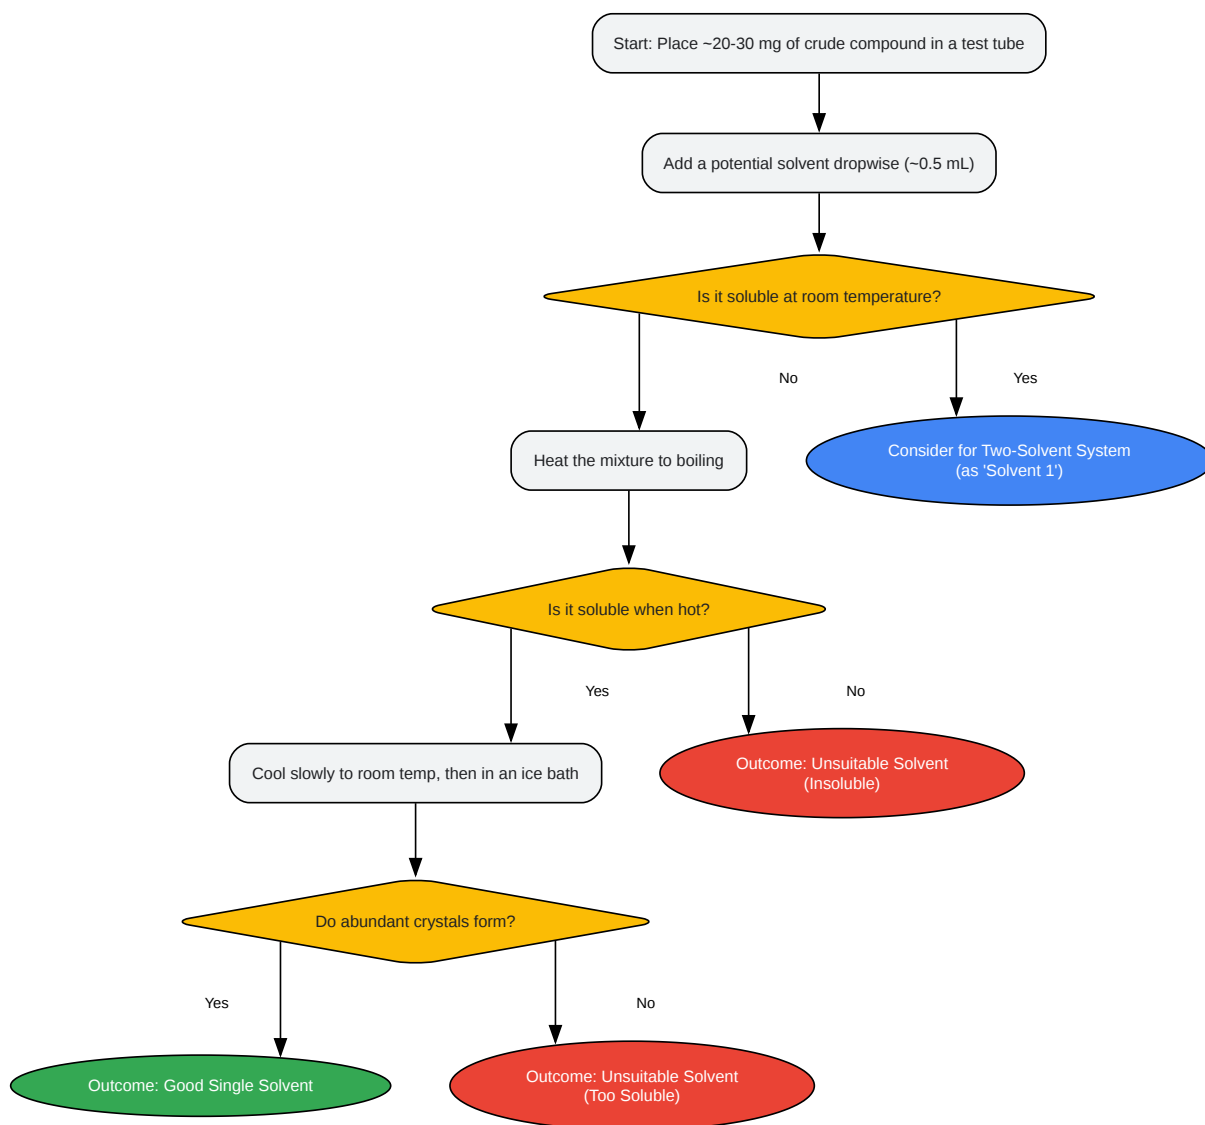 Start: Place ~20-30 mg of crude compound in a test tube
Add a potential solvent dropwise (~0.5 mL)
Is it soluble at room temperature?
No
Yes
Heat the mixture to boiling
Consider for Two-Solvent System
(as 'Solvent 1')
Is it soluble when hot?
Yes
No
Cool slowly to room temp, then in an ice bath
Outcome: Unsuitable Solvent
(Insoluble)
Do abundant crystals form?
Yes
No
Outcome: Good Single Solvent
Outcome: Unsuitable Solvent
(Too Soluble)